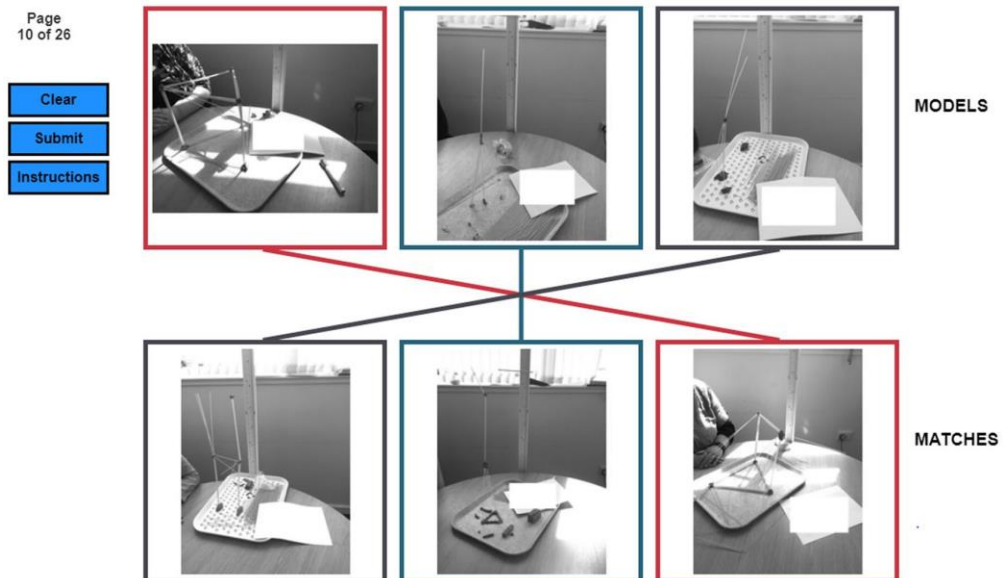 Page
10 of 26
Clear
Submit
Instructions
MODELS
MATCHES